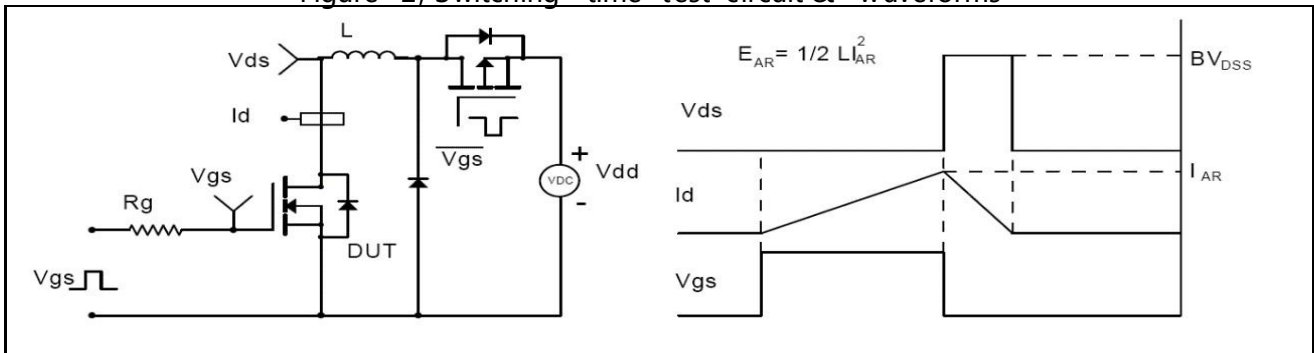 Figure 2, Switching time test circuit & waveforms
L
Vds
Id
Vgs
Vgs
Rg
DUT
Vgs
+
VDC
Vdd
-
E_AR = 1/2 LI_AR^2
BV_DSS
Vds
I_AR
Id
Vgs